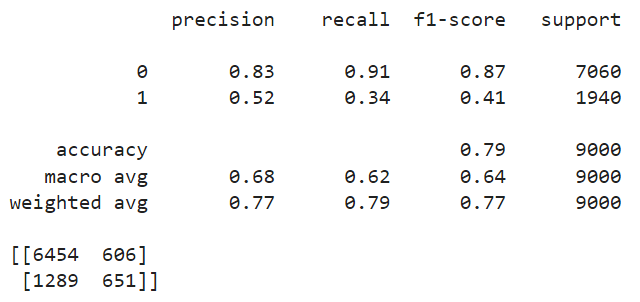 precision recall f1-score support
0 0.83 0.91 0.87 7060
1 0.52 0.34 0.41 1940
accuracy 0.79 9000
macro avg 0.68 0.62 0.64 9000
weighted avg 0.77 0.79 0.77 9000
[[6454 606]
[1289 651]]